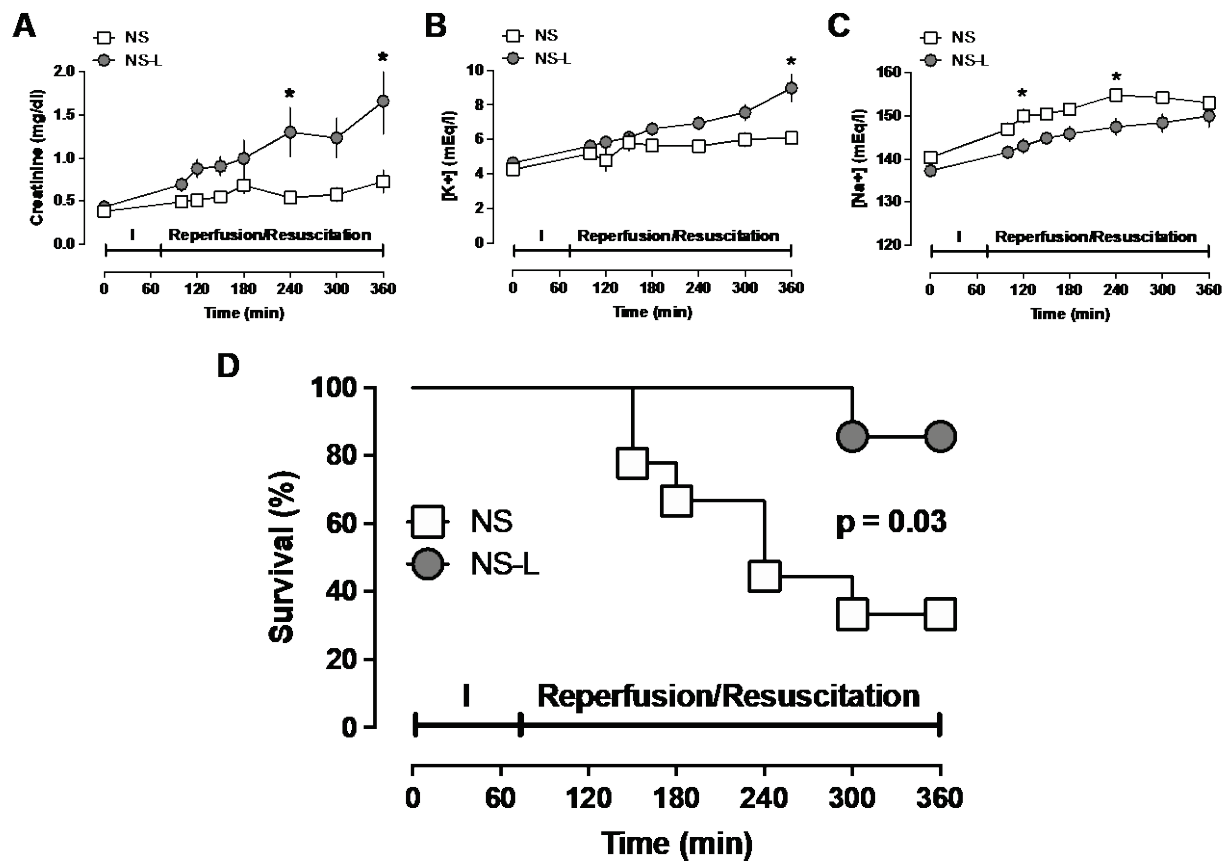 A
NS
NS-L
Creatinine (mg/dl)
2.0
1.5
1.0
0.5
0.0
*
*
I
Reperfusion/Resuscitation
0 60 120 180 240 300 360
Time (min)
B
NS
NS-L
[K+] (mEq/l)
10
8
6
4
2
0
*
I
Reperfusion/Resuscitation
0 60 120 180 240 300 360
Time (min)
C
NS
NS-L
[Na+] (mEq/l)
160
150
140
130
120
*
*
I
Reperfusion/Resuscitation
0 60 120 180 240 300 360
Time (min)
D
Survival (%)
100
80
60
40
20
0
NS
NS-L
p = 0.03
I
Reperfusion/Resuscitation
0 60 120 180 240 300 360
Time (min)